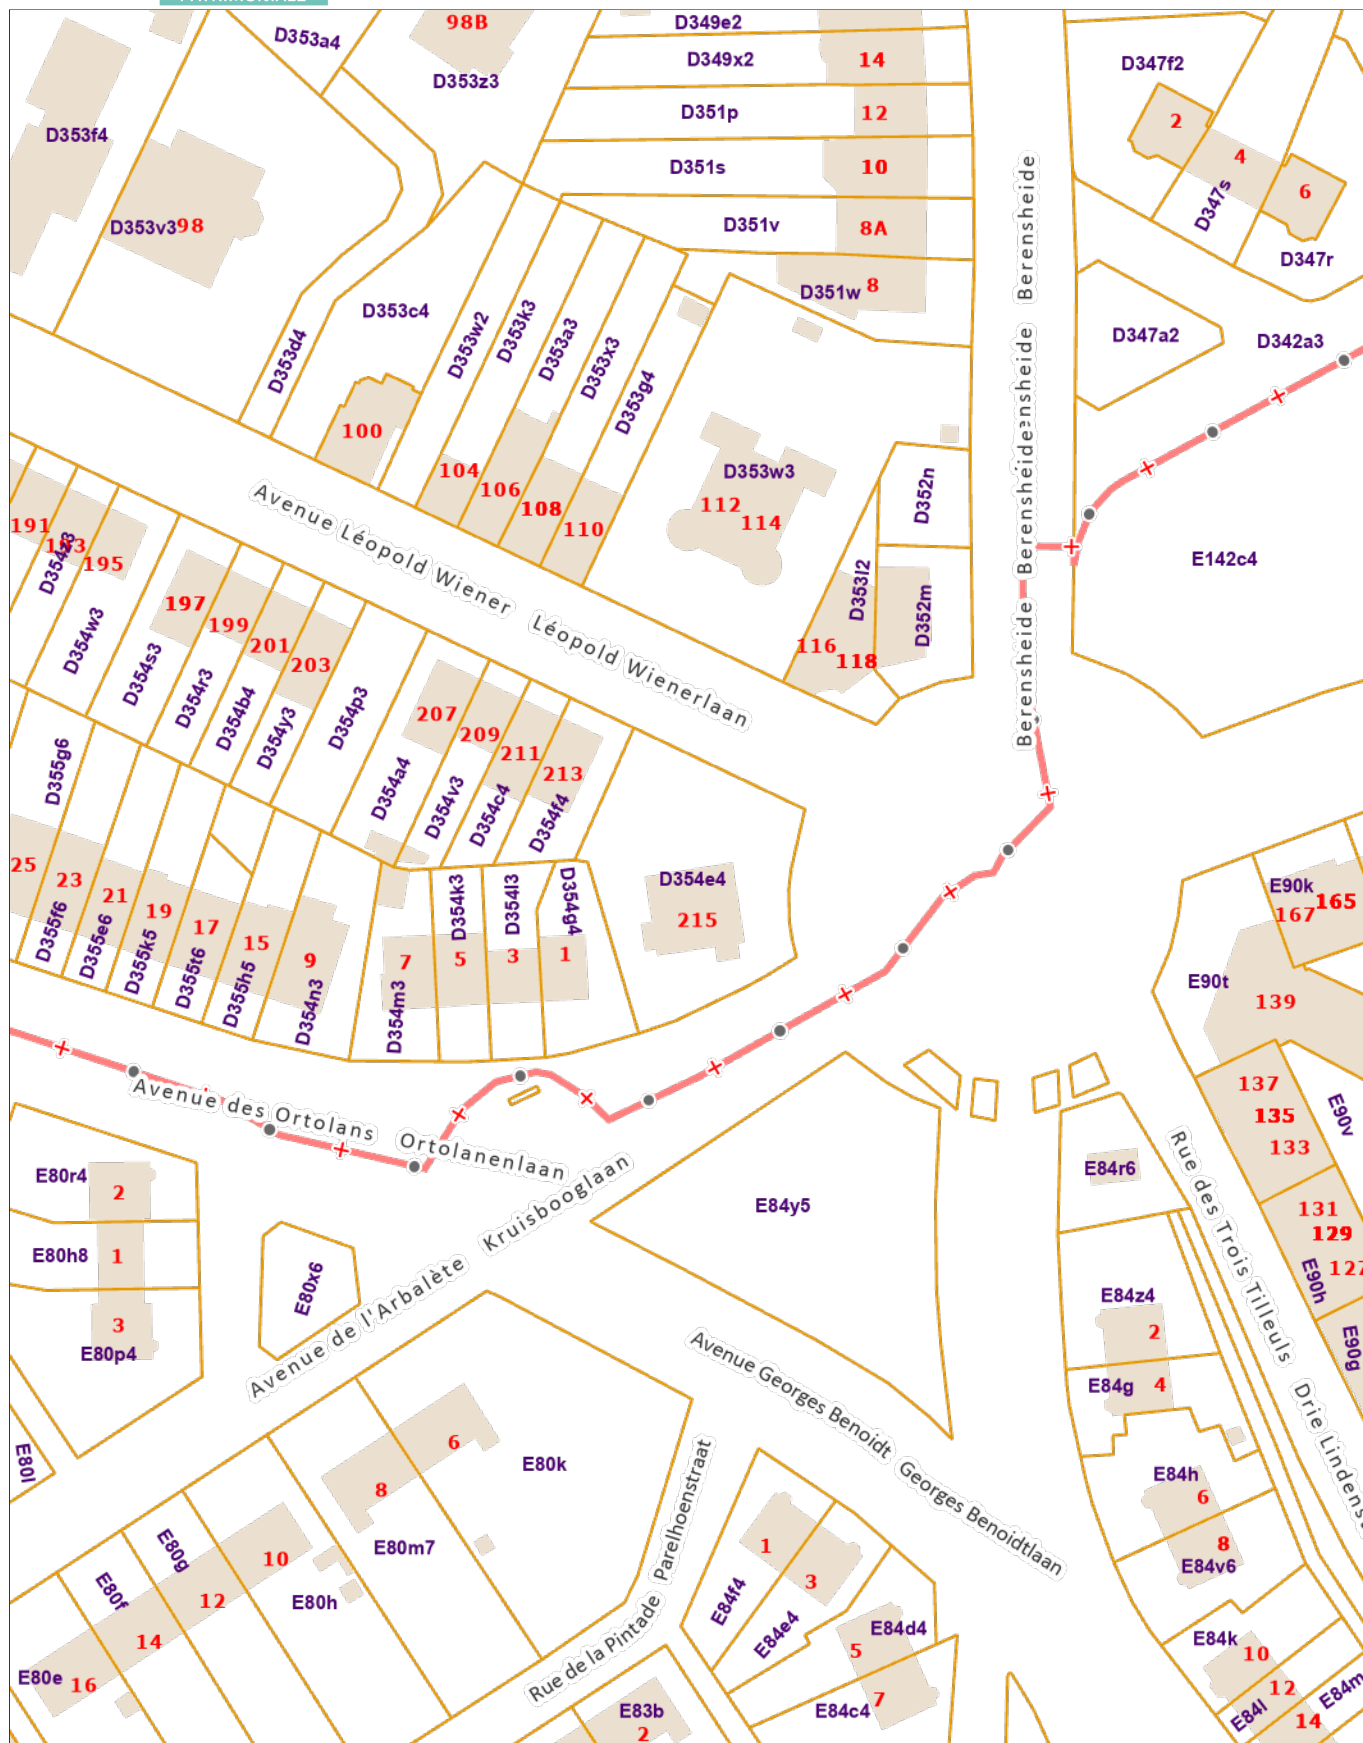 D353a4
98B
D353z3
D349e2
D349x2
14
D351p
12
D351s
10
D351v
8A
D351w
8
D347f2
2
4
6
D347s
D347r
D347a2
D342a3
D353f4
D353v3
98
D353d4
D353c4
100
D353w2
D353k3
D353a3
D353x3
D353g4
104
106
108
110
D353w3
112
114
D352n
D353l2
D352m
116
118
E142c4
Berensheide
Berensheide
Berensheide
Berensheide
Avenue Léopold Wiener
Léopold Wienerlaan
191
193
195
D354z3
D354w3
197
199
201
203
D354s3
D354r3
D354b4
D354y3
D354p3
207
209
211
213
D354a4
D354v3
D354c4
D354f4
D355g6
25
23
21
19
17
15
9
D355f6
D355e6
D355k5
D355t6
D355h5
D354n3
7
5
3
1
D354m3
D354k3
D354l3
D354g4
D354e4
215
E90k
167
165
E90t
139
137
135
133
E90v
131
129
127
E90h
E90g
Avenue des Ortolans
Ortolanenlaan
Avenue de l'Arbalète
Kruisbooglaan
E80r4
2
E80h8
1
3
E80p4
E80x6
E80l
E84y5
E84r6
Rue des Trois Tilleuls
E84z4
2
E84g
4
E84h
6
8
E84v6
E84k
10
12
14
E84l
E84m
Avenue Georges Benoidt
Georges Benoidtlaan
6
8
E80k
E80m7
10
12
14
16
E80g
E80f
E80h
E80e
Rue de la Pintade
Parelhoenstraat
1
3
E84f4
E84e4
5
7
E84d4
E84c4
E83b
2